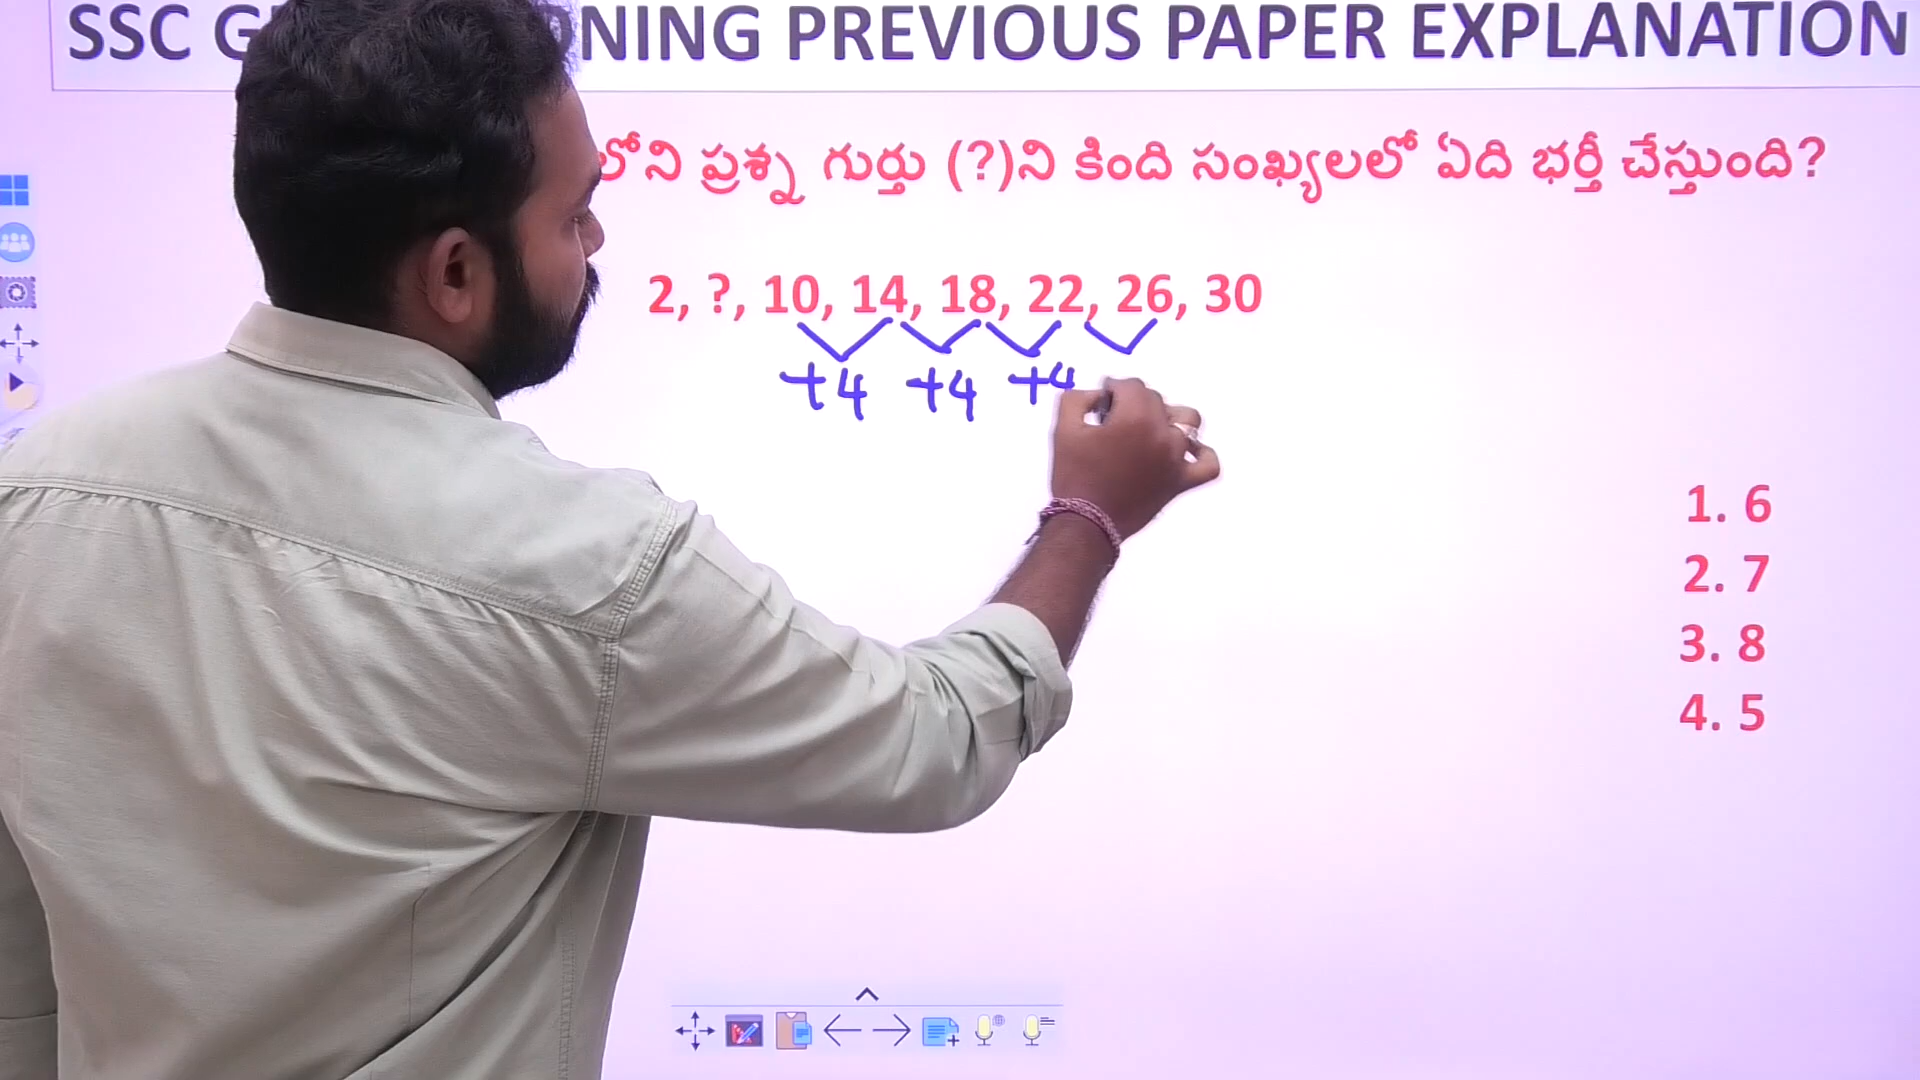 SSC G NING PREVIOUS PAPER EXPLANATION
లోని ప్రశ్న గుర్తు (?)ని కింది సంఖ్యలలో ఏది భర్తీ చేస్తుంది?
2, ?, 10, 14, 18, 22, 26, 30
+4 +4 +4
1. 6
2. 7
3. 8
4. 5